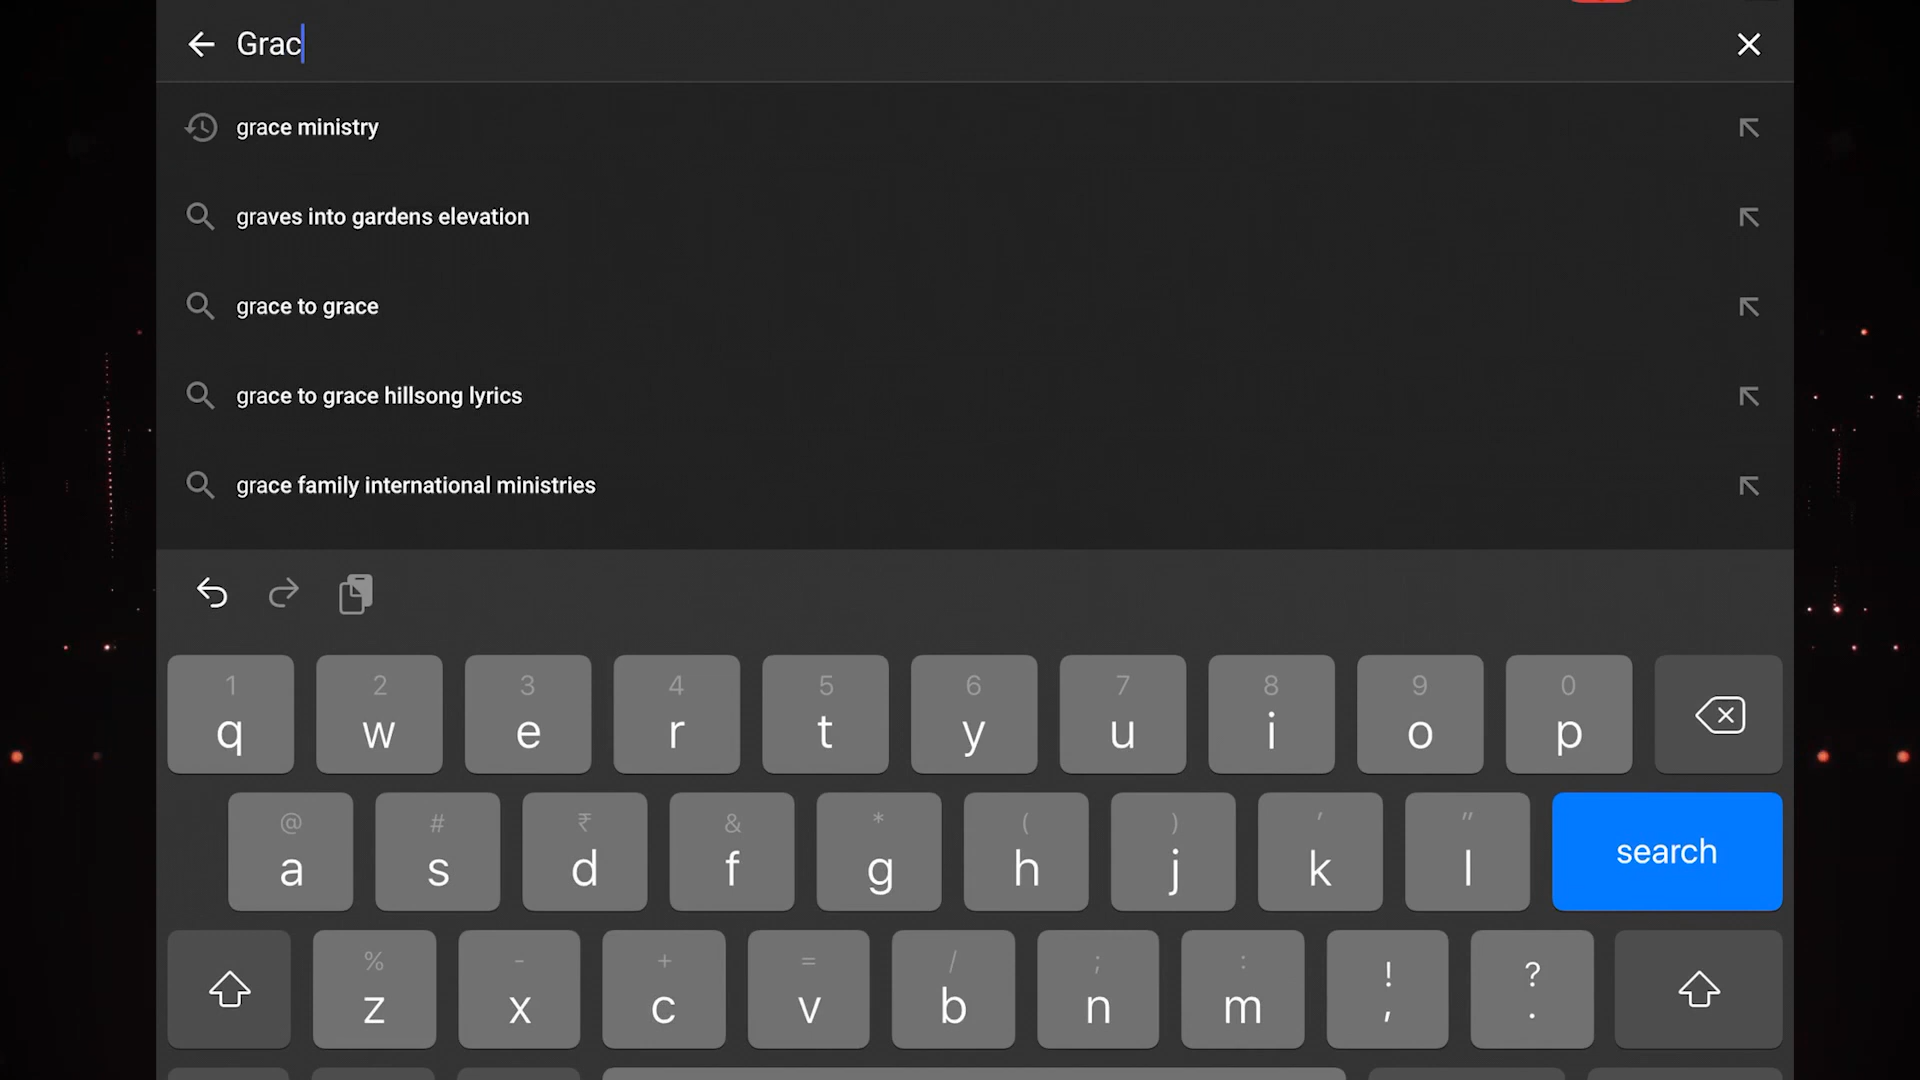 Grac
grace ministry
graves into gardens elevation
grace to grace
grace to grace hillsong lyrics
grace family international ministries
1 2 3 4 5 6 7 8 9 0
q w e r t y u i o p
@ # ₹ & * ( ) ' "
a s d f g h j k l search
% - + = / ; : ! ?
z x c v b n m , .